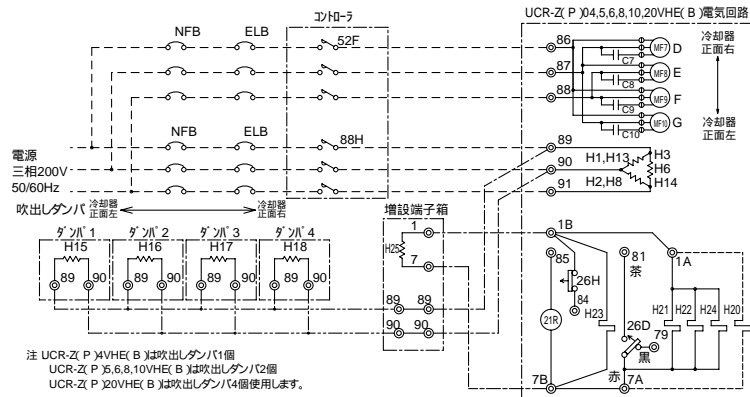 UCR-Z( P )04,5,6,8,10,20VHE( B )電気回路
コントローラ
NFB
ELB
52F
86
87
88
MF7
D
C7
MF8
E
C8
MF9
F
C9
MF10
G
C10
冷却器
正面右
冷却器
正面左
NFB
ELB
88H
電源
三相200V
50/60Hz
89
90
91
H1,H13
H3
H6
H2,H8
H14
吹出しダンパ
冷却器
正面左
冷却器
正面右
増設端子箱
ダンパ 1
ダンパ 2
ダンパ 3
ダンパ 4
H15
H16
H17
H18
89
90
89
90
89
90
89
90
1
H25
7
89
89
90
90
1B
85
26H
84
21R
H23
81
茶
1A
26D
79
黒
赤
H21
H22
H24
H20
7B
7A
注 UCR-Z( P )4VHE( B )は吹出しダンパ1個
UCR-Z( P )5,6,8,10VHE( B )は吹出しダンパ2個
UCR-Z( P )20VHE( B )は吹出しダンパ4個使用します。